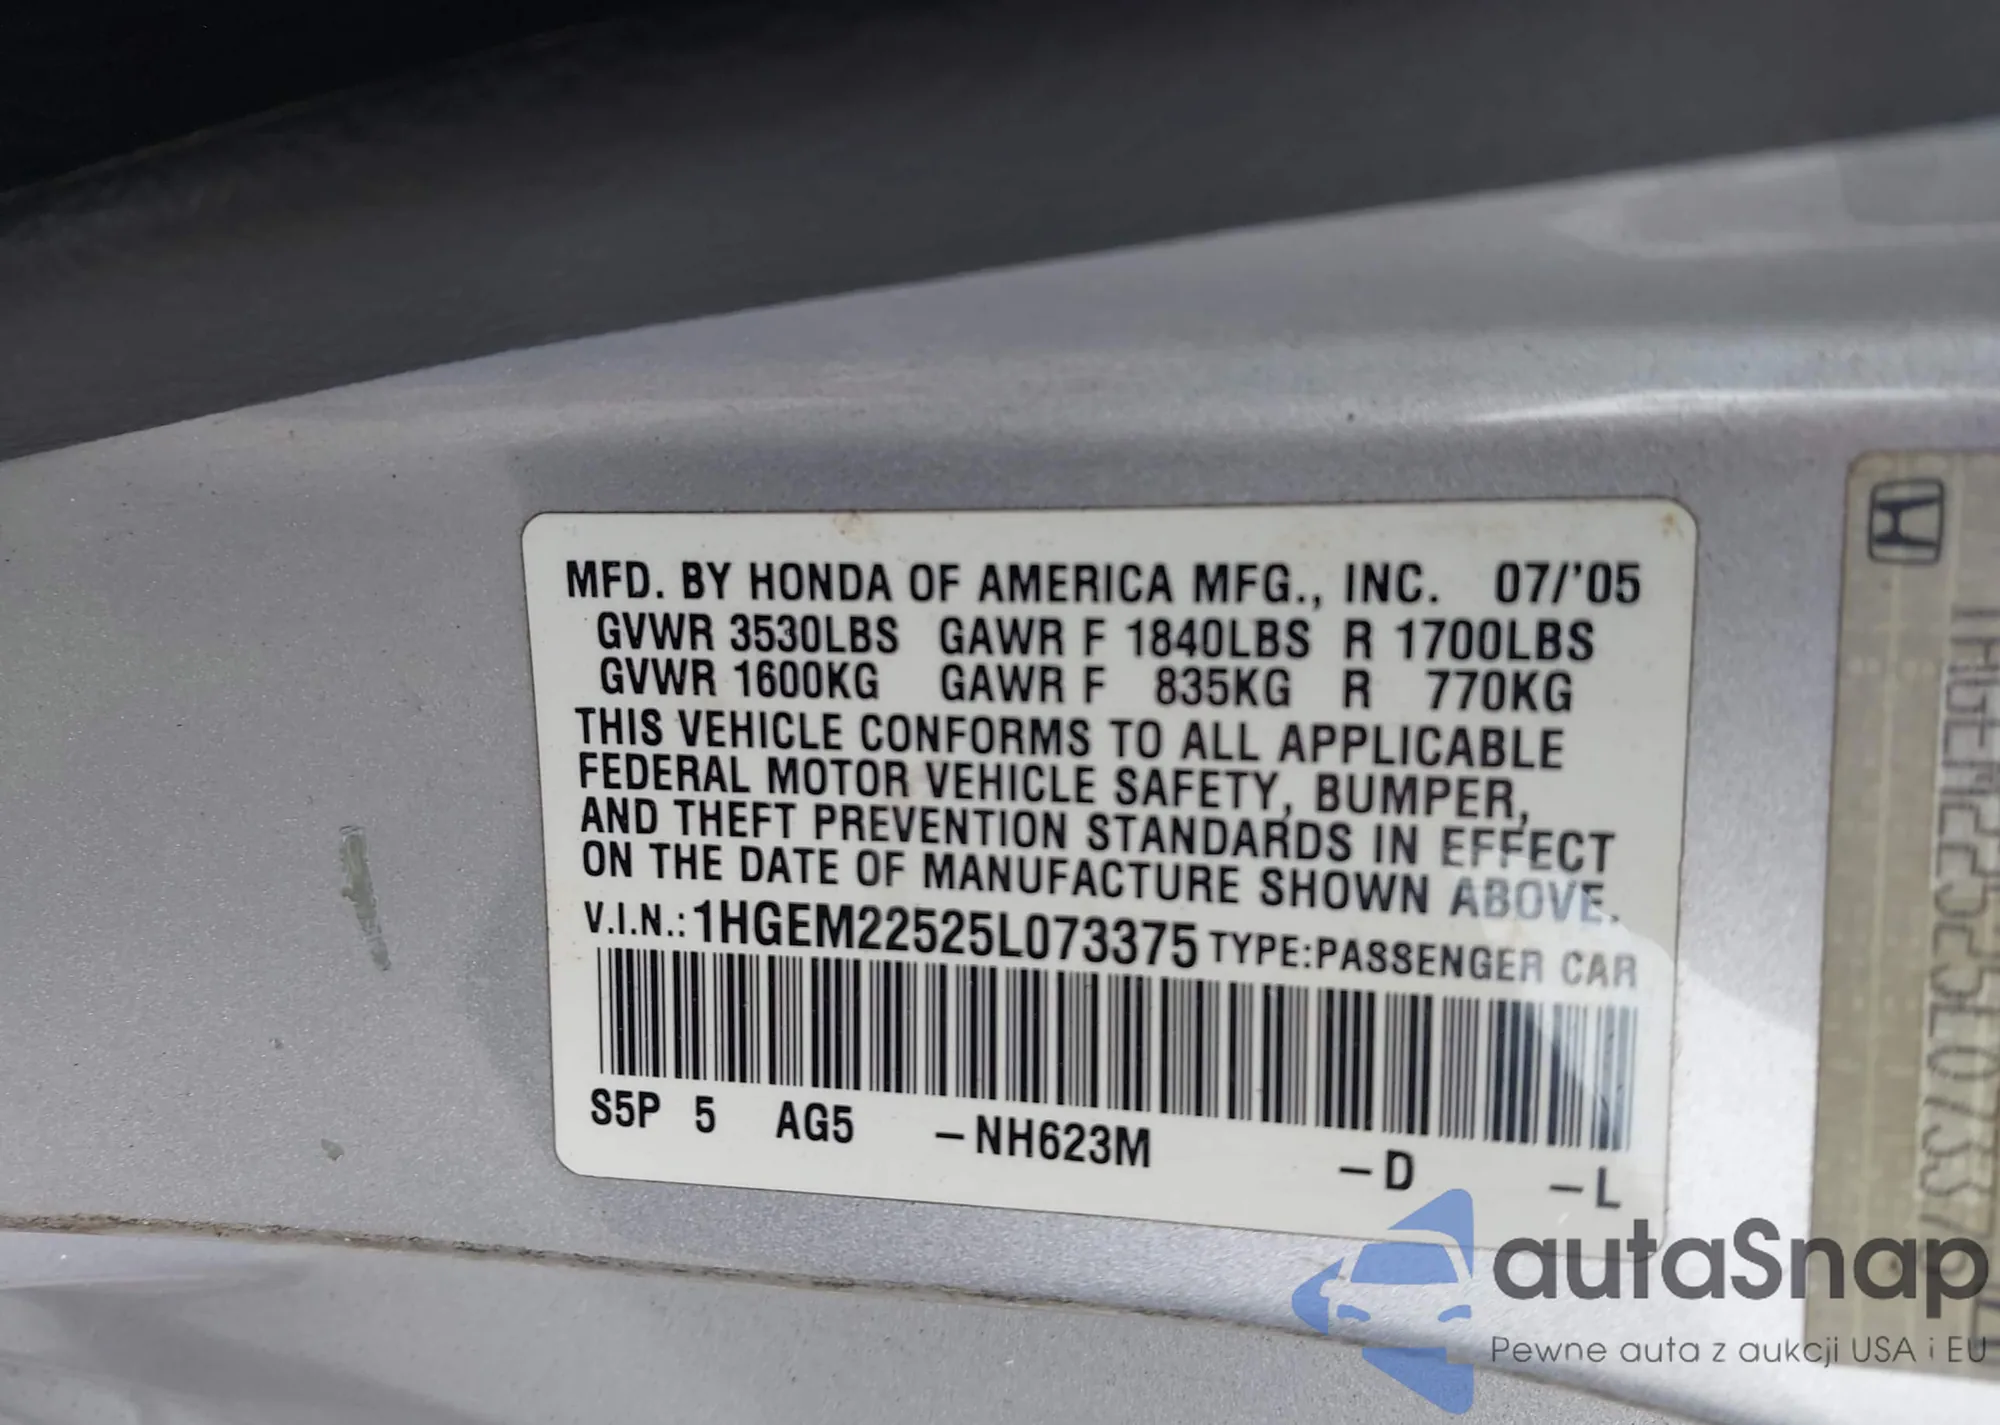 MFD. BY HONDA OF AMERICA MFG., INC. 07/'05
GVWR 3530LBS GAWR F 1840LBS R 1700LBS
GVWR 1600KG GAWR F 835KG R 770KG
THIS VEHICLE CONFORMS TO ALL APPLICABLE
FEDERAL MOTOR VEHICLE SAFETY, BUMPER,
AND THEFT PREVENTION STANDARDS IN EFFECT
ON THE DATE OF MANUFACTURE SHOWN ABOVE.
V.I.N.: 1HGEM22525L073375 TYPE:PASSENGER CAR
S5P 5 AG5 –NH623M –D –L
1HGEM22525L073375
autaSnap
Pewne auta z aukcji USA i EU